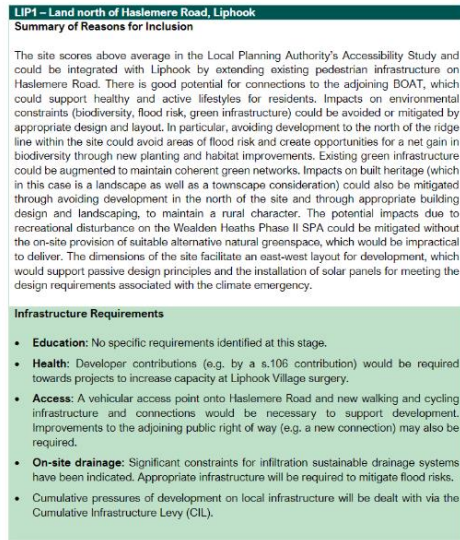 LIP1 – Land north of Haslemere Road, Liphook
Summary of Reasons for Inclusion
The site scores above average in the Local Planning Authority's Accessibility Study and
could be integrated with Liphook by extending existing pedestrian infrastructure on
Haslemere Road. There is good potential for connections to the adjoining BOAT, which
could support healthy and active lifestyles for residents. Impacts on environmental
constraints (biodiversity, flood risk, green infrastructure) could be avoided or mitigated by
appropriate design and layout. In particular, avoiding development to the north of the ridge
line within the site could avoid areas of flood risk and create opportunities for a net gain in
biodiversity through new planting and habitat improvements. Existing green infrastructure
could be augmented to maintain coherent green networks. Impacts on built heritage (which
in this case is a landscape as well as a townscape consideration) could also be mitigated
through avoiding development in the north of the site and through appropriate building
design and landscaping, to maintain a rural character. The potential impacts due to
recreational disturbance on the Wealden Heaths Phase II SPA could be mitigated without
the on-site provision of suitable alternative natural greenspace, which would be impractical
to deliver. The dimensions of the site facilitate an east-west layout for development, which
would support passive design principles and the installation of solar panels for meeting the
design requirements associated with the climate emergency.
Infrastructure Requirements
• Education: No specific requirements identified at this stage.
• Health: Developer contributions (e.g. by a s.106 contribution) would be required
towards projects to increase capacity at Liphook Village surgery.
• Access: A vehicular access point onto Haslemere Road and new walking and cycling
infrastructure and connections would be necessary to support development.
Improvements to the adjoining public right of way (e.g. a new connection) may also be
required.
• On-site drainage: Significant constraints for infiltration sustainable drainage systems
have been indicated. Appropriate infrastructure will be required to mitigate flood risks.
• Cumulative pressures of development on local infrastructure will be dealt with via the
Cumulative Infrastructure Levy (CIL).